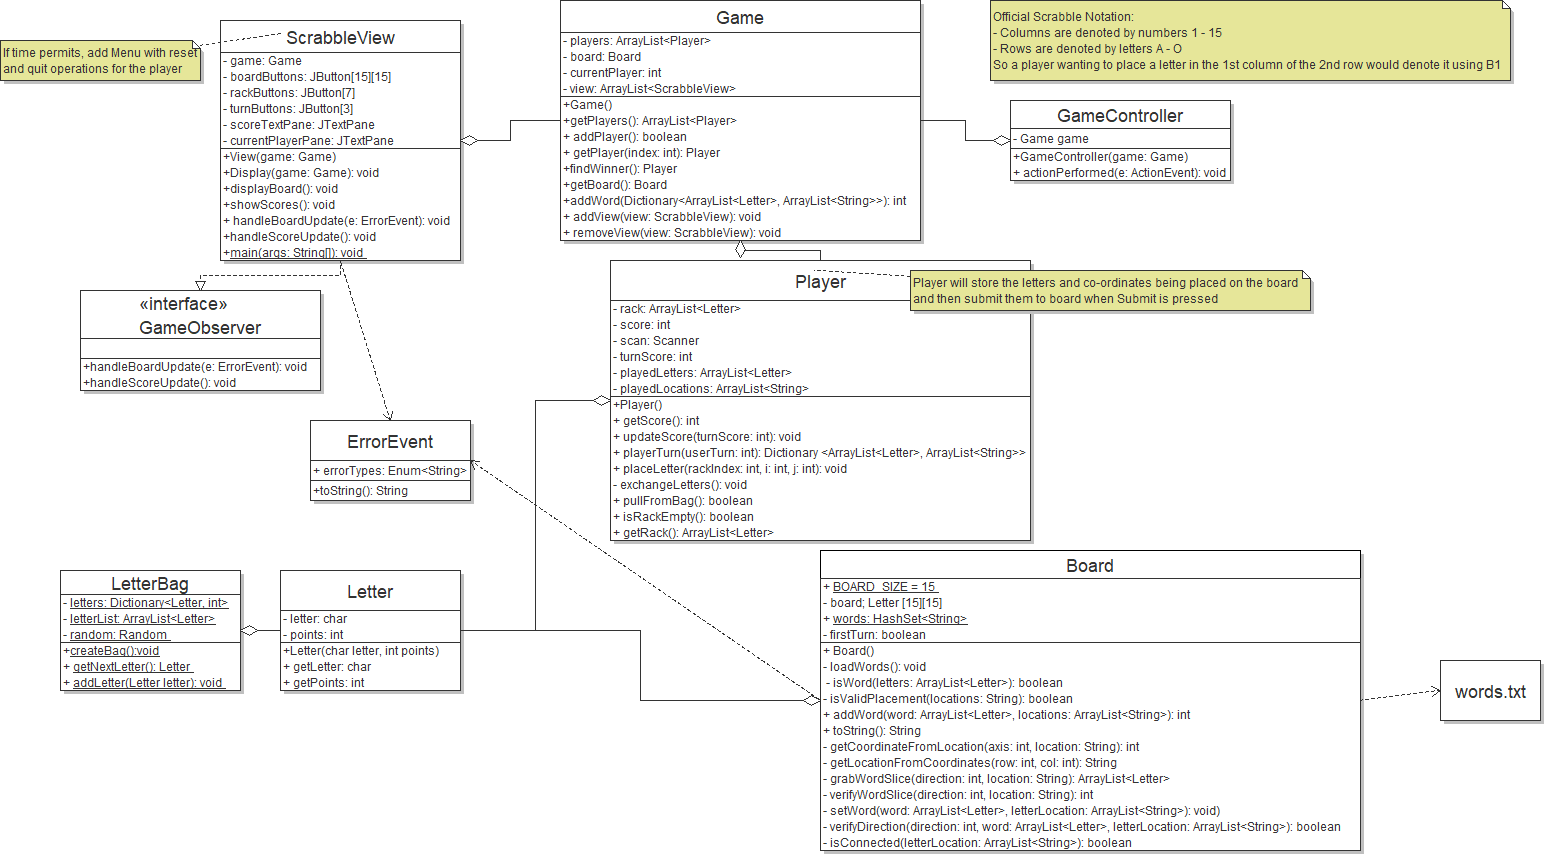 If time permits, add Menu with reset
and quit operations for the player
ScrabbleView
- game: Game
- boardButtons: JButton[15][15]
- rackButtons: JButton[7]
- turnButtons: JButton[3]
- scoreTextPane: JTextPane
- currentPlayerPane: JTextPane
+View(game: Game)
+Display(game: Game): void
+displayBoard(): void
+showScores(): void
+ handleBoardUpdate(e: ErrorEvent): void
+handleScoreUpdate(): void
+main(args: String[]): void
Game
- players: ArrayList<Player>
- board: Board
- currentPlayer: int
- view: ArrayList<ScrabbleView>
+Game()
+getPlayers(): ArrayList<Player>
+ addPlayer(): boolean
+ getPlayer(index: int): Player
+findWinner(): Player
+getBoard(): Board
+addWord(Dictionary<ArrayList<Letter>, ArrayList<String>>): int
+ addView(view: ScrabbleView): void
+ removeView(view: ScrabbleView): void
Official Scrabble Notation:
- Columns are denoted by numbers 1 - 15
- Rows are denoted by letters A - O
So a player wanting to place a letter in the 1st column of the 2nd row would denote it using B1
GameController
- Game game
+GameController(game: Game)
+ actionPerformed(e: ActionEvent): void
«interface»
GameObserver
+handleBoardUpdate(e: ErrorEvent): void
+handleScoreUpdate(): void
Player
- rack: ArrayList<Letter>
- score: int
- scan: Scanner
- turnScore: int
- playedLetters: ArrayList<Letter>
- playedLocations: ArrayList<String>
+Player()
+ getScore(): int
+ updateScore(turnScore: int): void
+ playerTurn(userTurn: int): Dictionary <ArrayList<Letter>, ArrayList<String>>
+ placeLetter(rackIndex: int, i: int, j: int): void
- exchangeLetters(): void
+ pullFromBag(): boolean
+ isRackEmpty(): boolean
+ getRack(): ArrayList<Letter>
Player will store the letters and co-ordinates being placed on the board
and then submit them to board when Submit is pressed
ErrorEvent
+ errorTypes: Enum<String>
+toString(): String
LetterBag
- letters: Dictionary<Letter, int>
- letterList: ArrayList<Letter>
- random: Random
+createBag():void
+ getNextLetter(): Letter
+ addLetter(Letter letter): void
Letter
- letter: char
- points: int
+Letter(char letter, int points)
+ getLetter: char
+ getPoints: int
Board
+ BOARD_SIZE = 15
- board; Letter [15][15]
+ words: HashSet<String>
- firstTurn: boolean
+ Board()
- loadWords(): void
- isWord(letters: ArrayList<Letter>): boolean
- isValidPlacement(locations: String): boolean
+ addWord(word: ArrayList<Letter>, locations: ArrayList<String>): int
+ toString(): String
- getCoordinateFromLocation(axis: int, location: String): int
- getLocationFromCoordinates(row: int, col: int): String
- grabWordSlice(direction: int, location: String): ArrayList<Letter>
- verifyWordSlice(direction: int, location: String): int
- setWord(word: ArrayList<Letter>, letterLocation: ArrayList<String>): void)
- verifyDirection(direction: int, word: ArrayList<Letter>, letterLocation: ArrayList<String>): boolean
- isConnected(letterLocation: ArrayList<String>): boolean
words.txt